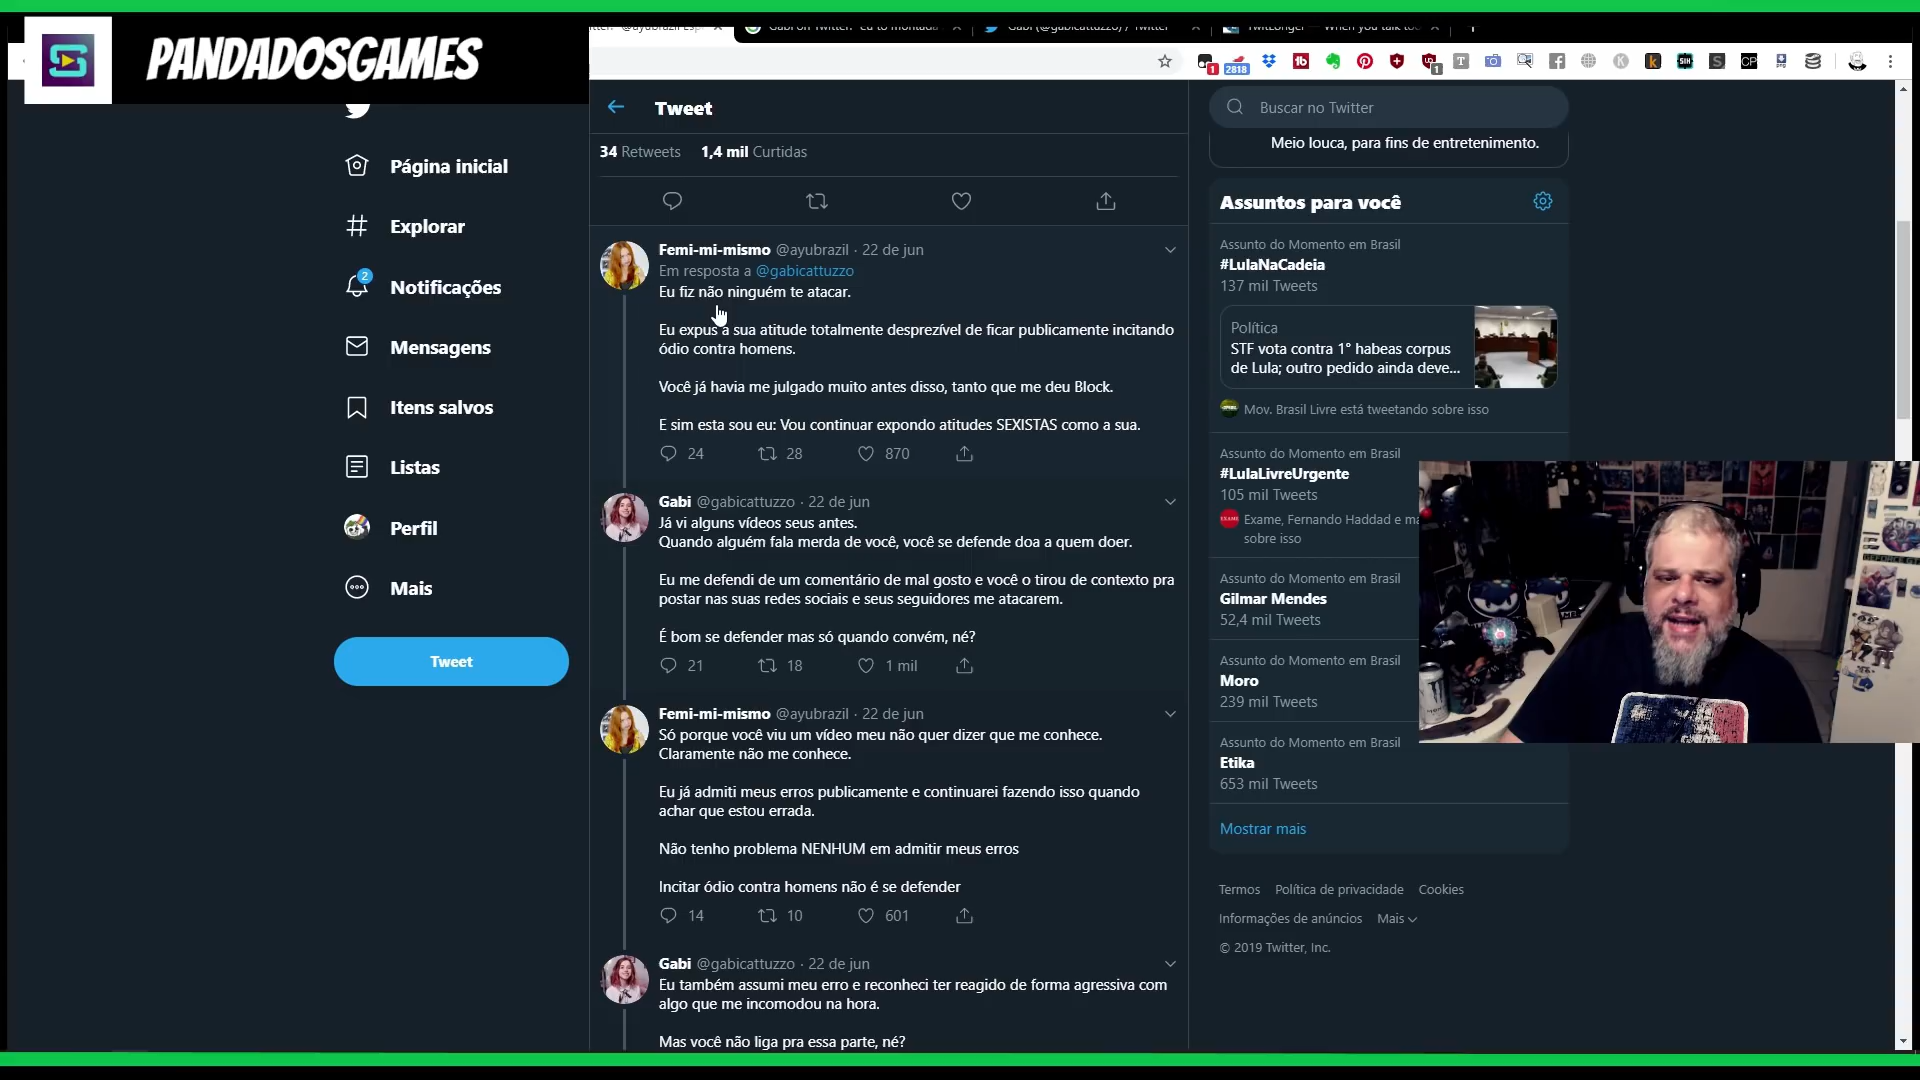 PANDADOSGAMES
Gabi (@gabicattuzzo) / Twitter
1
2818
1
Tweet
34 Retweets 1,4 mil Curtidas
Página inicial
Explorar
2
Notificações
Mensagens
Itens salvos
Listas
Perfil
Mais
Tweet
Femi-mi-mismo @ayubrazil · 22 de jun
Em resposta a @gabicattuzzo
Eu fiz não ninguém te atacar.
Eu expus a sua atitude totalmente desprezível de ficar publicamente incitando
ódio contra homens.
Você já havia me julgado muito antes disso, tanto que me deu Block.
E sim esta sou eu: Vou continuar expondo atitudes SEXISTAS como a sua.
24 28 870
Gabi @gabicattuzzo · 22 de jun
Já vi alguns vídeos seus antes.
Quando alguém fala merda de você, você se defende doa a quem doer.
Eu me defendi de um comentário de mal gosto e você o tirou de contexto pra
postar nas suas redes sociais e seus seguidores me atacarem.
É bom se defender mas só quando convém, né?
21 18 1 mil
Femi-mi-mismo @ayubrazil · 22 de jun
Só porque você viu um vídeo meu não quer dizer que me conhece.
Claramente não me conhece.
Eu já admiti meus erros publicamente e continuarei fazendo isso quando
achar que estou errada.
Não tenho problema NENHUM em admitir meus erros
Incitar ódio contra homens não é se defender
14 10 601
Gabi @gabicattuzzo · 22 de jun
Eu também assumi meu erro e reconheci ter reagido de forma agressiva com
algo que me incomodou na hora.
Mas você não liga pra essa parte, né?
Buscar no Twitter
Meio louca, para fins de entretenimento.
Assuntos para você
Assunto do Momento em Brasil
#LulaNaCadeia
137 mil Tweets
Política
STF vota contra 1° habeas corpus
de Lula; outro pedido ainda deve...
Mov. Brasil Livre está tweetando sobre isso
Assunto do Momento em Brasil
#LulaLivreUrgente
105 mil Tweets
Exame, Fernando Haddad e
sobre isso
Assunto do Momento em Brasil
Gilmar Mendes
52,4 mil Tweets
Assunto do Momento em Brasil
Moro
239 mil Tweets
Assunto do Momento em Brasil
Etika
653 mil Tweets
Mostrar mais
Termos Política de privacidade Cookies
Informações de anúncios Mais
© 2019 Twitter, Inc.